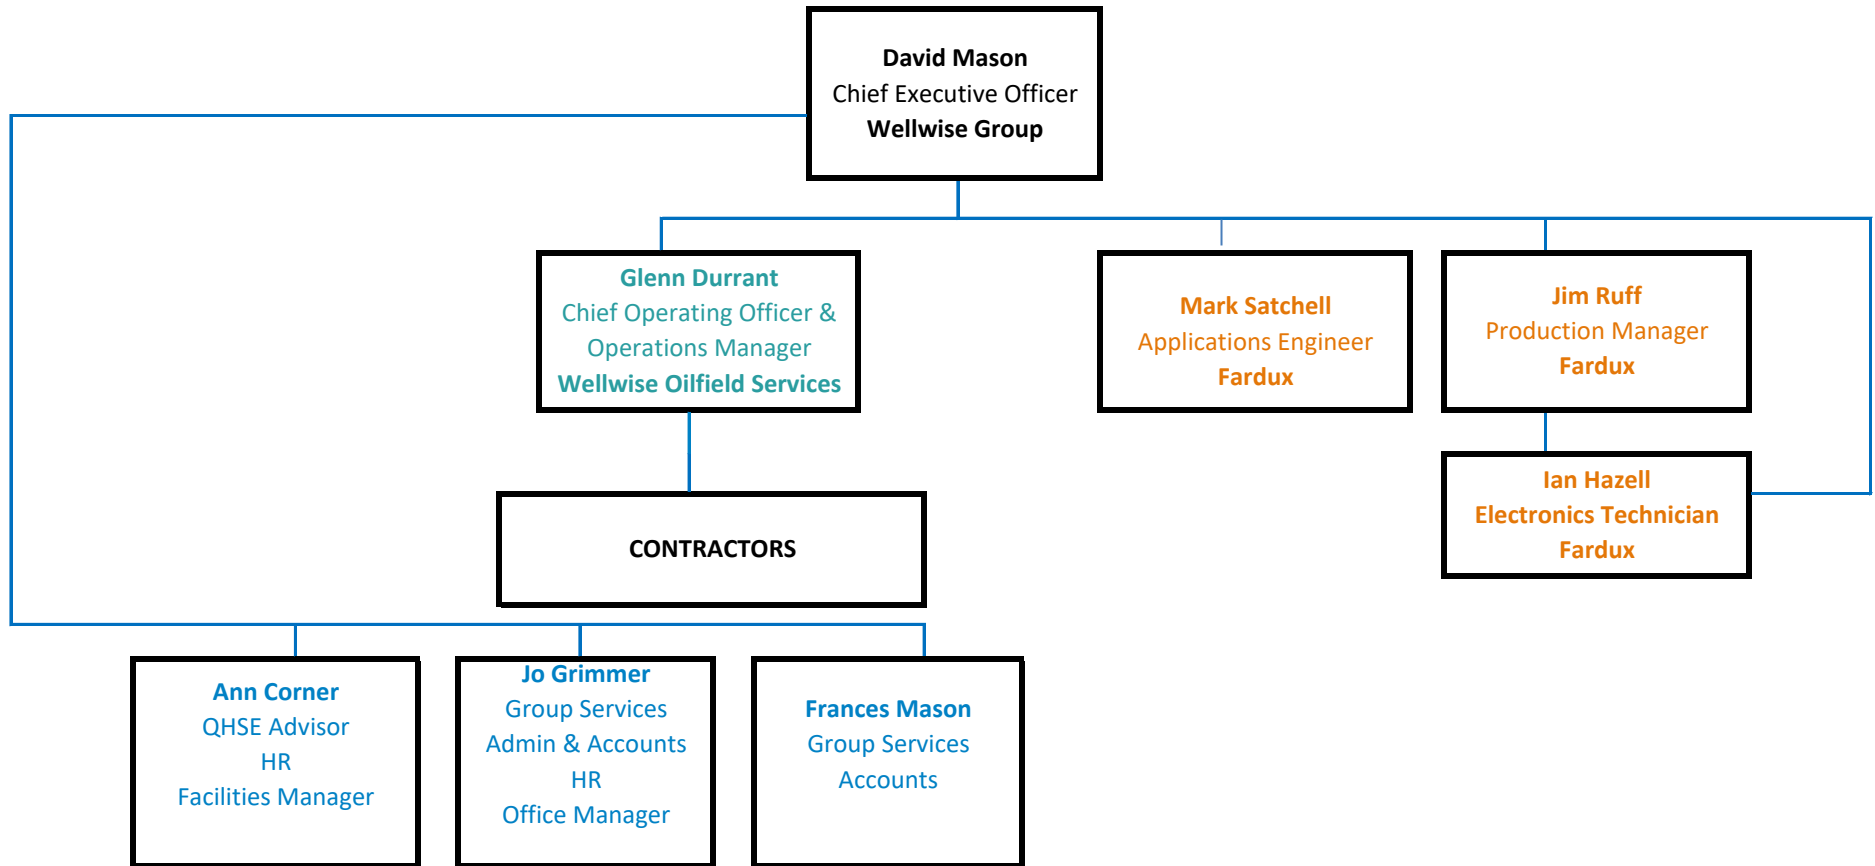 David Mason
Chief Executive Officer
Wellwise Group
Glenn Durrant
Chief Operating Officer &
Operations Manager
Wellwise Oilfield Services
Mark Satchell
Applications Engineer
Fardux
Jim Ruff
Production Manager
Fardux
Ian Hazell
Electronics Technician
Fardux
CONTRACTORS
Ann Corner
QHSE Advisor
HR
Facilities Manager
Jo Grimmer
Group Services
Admin & Accounts
HR
Office Manager
Frances Mason
Group Services
Accounts